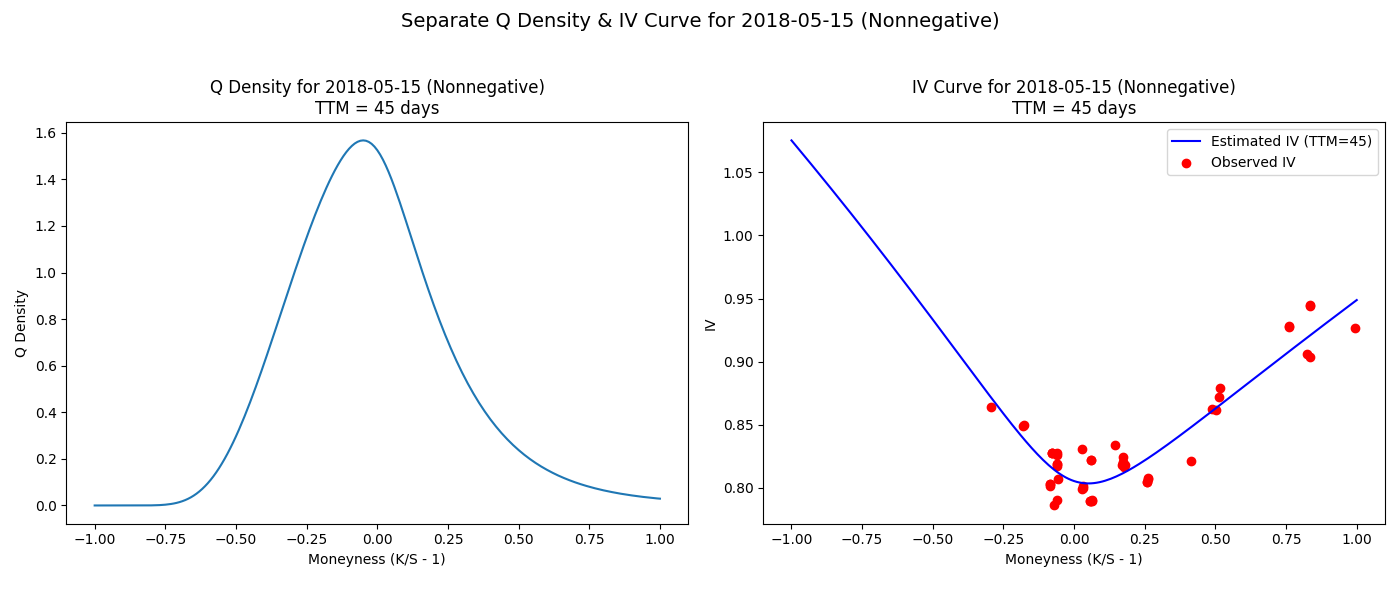 Separate Q Density & IV Curve for 2018-05-15 (Nonnegative)
Q Density for 2018-05-15 (Nonnegative)
TTM = 45 days
Q Density
1.6
1.4
1.2
1.0
0.8
0.6
0.4
0.2
0.0
−1.00 −0.75 −0.50 −0.25 0.00 0.25 0.50 0.75 1.00
Moneyness (K/S - 1)
IV Curve for 2018-05-15 (Nonnegative)
TTM = 45 days
Estimated IV (TTM=45)
Observed IV
IV
1.05
1.00
0.95
0.90
0.85
0.80
−1.00 −0.75 −0.50 −0.25 0.00 0.25 0.50 0.75 1.00
Moneyness (K/S - 1)